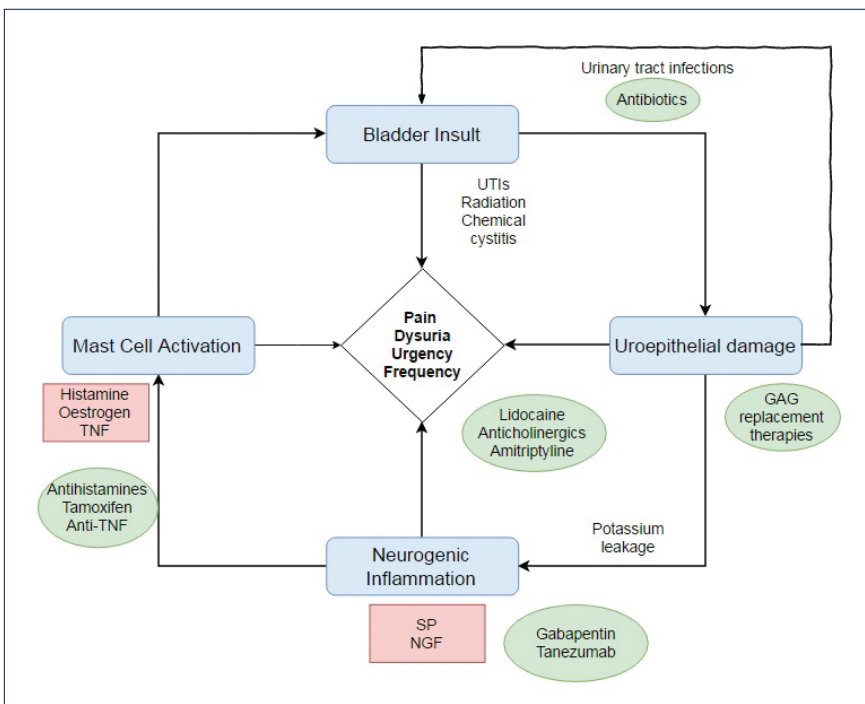 Urinary tract infections
Antibiotics
Bladder Insult
UTIs
Radiation
Chemical
cystitis
Mast Cell Activation
Pain
Dysuria
Urgency
Frequency
Uroepithelial damage
Histamine
Oestrogen
TNF
Lidocaine
Anticholinergics
Amitriptyline
GAG
replacement
therapies
Antihistamines
Tamoxifen
Anti-TNF
Potassium
leakage
Neurogenic
Inflammation
SP
NGF
Gabapentin
Tanezumab